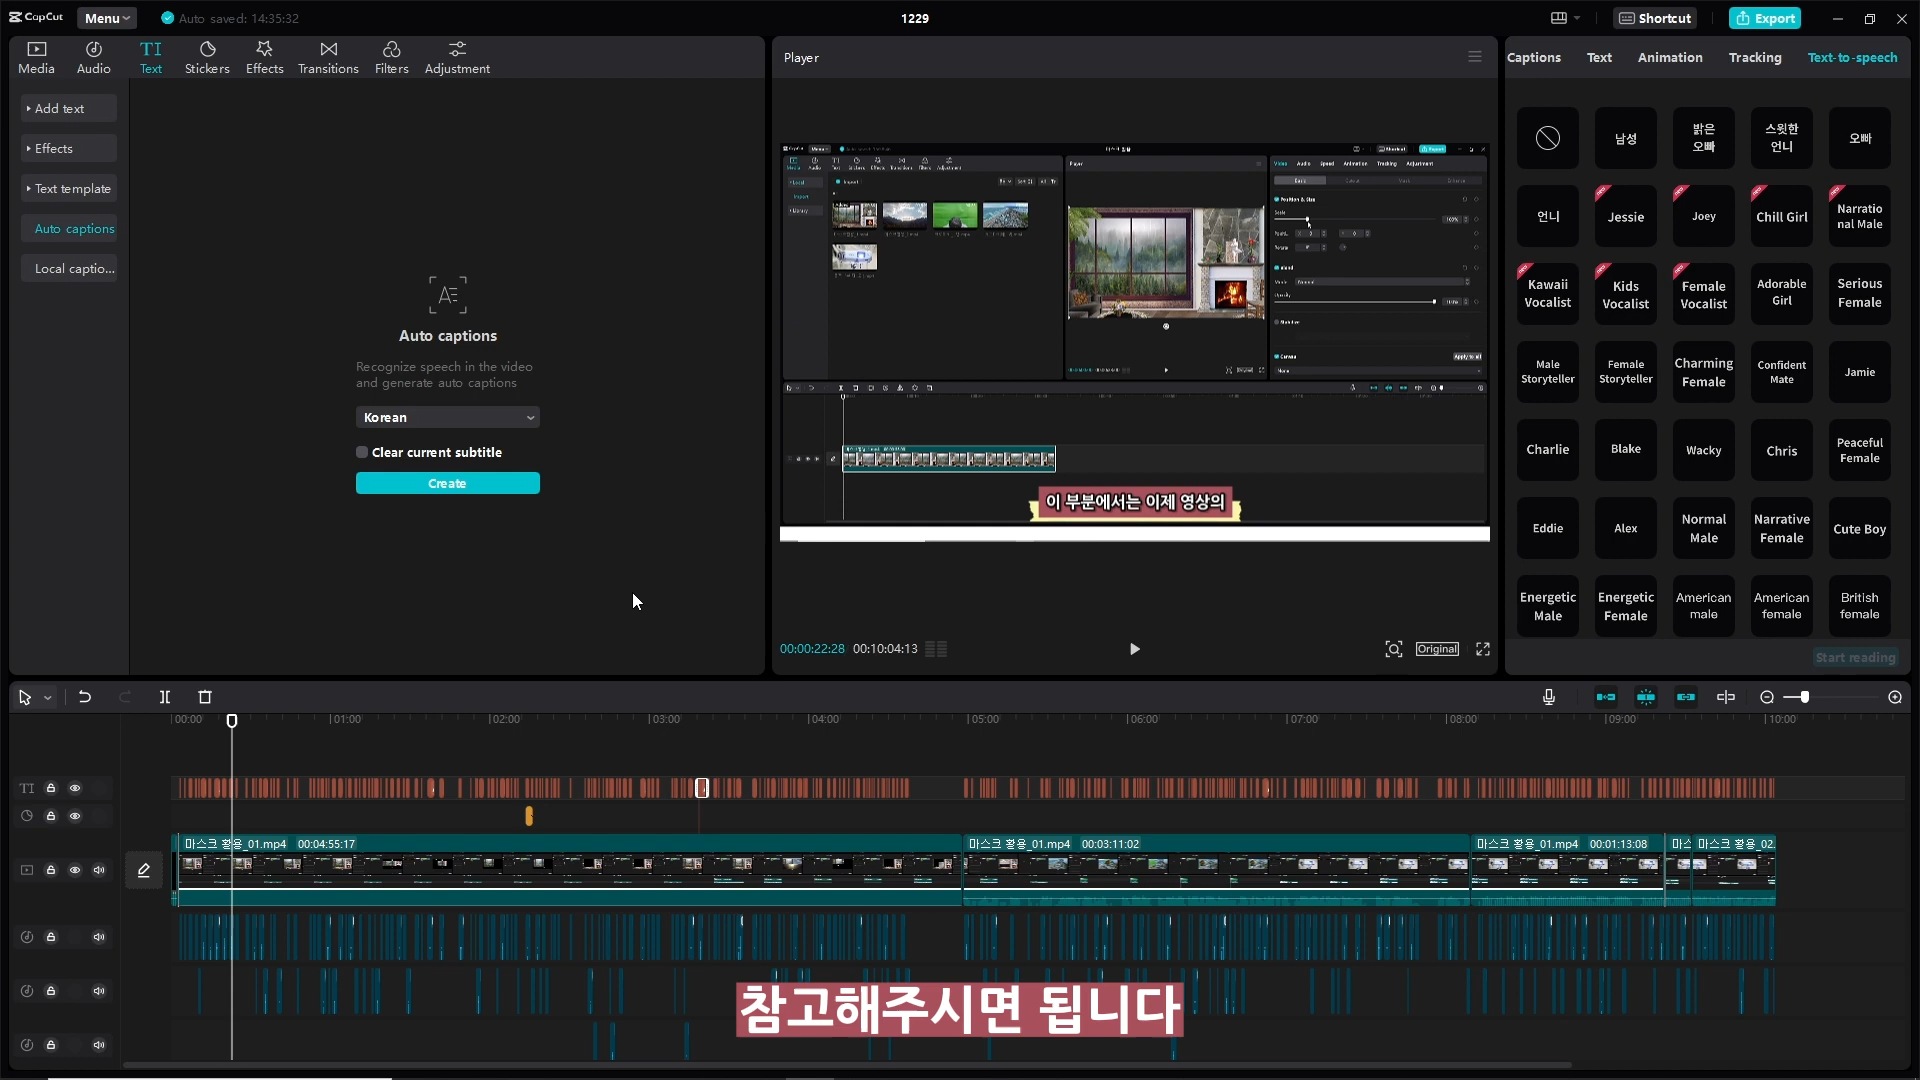 CapCut
Menu
Auto saved: 14:35:32
1229
Shortcut
Export
Media
Audio
TI
Text
Stickers
Effects
Transitions
Filters
Adjustment
Add text
Effects
Text template
Auto captions
Local captio...
Auto captions
Recognize speech in the video
and generate auto captions
Korean
Clear current subtitle
Create
Player
이 부분에서는 이제 영상의
00:00:22:28 00:10:04:13
Original
Captions
Text
Animation
Tracking
Text-to-speech
남성
밝은
오빠
스윗한
언니
오빠
언니
Jessie
Joey
Chill Girl
Narratio
nal Male
Kawaii
Vocalist
Kids
Vocalist
Female
Vocalist
Adorable
Girl
Serious
Female
Male
Storyteller
Female
Storyteller
Charming
Female
Confident
Mate
Jamie
Charlie
Blake
Wacky
Chris
Peaceful
Female
Eddie
Alex
Normal
Male
Narrative
Female
Cute Boy
Energetic
Male
Energetic
Female
American
male
American
female
British
female
Start reading
00:00
01:00
02:00
03:00
04:00
05:00
06:00
07:00
08:00
09:00
10:00
TI
마스크 활용_01.mp4 00:04:55:17
마스크 활용_01.mp4 00:03:11:02
마스크 활용_01.mp4 00:01:13:08
마스
마스크 활용_02.
참고해주시면 됩니다